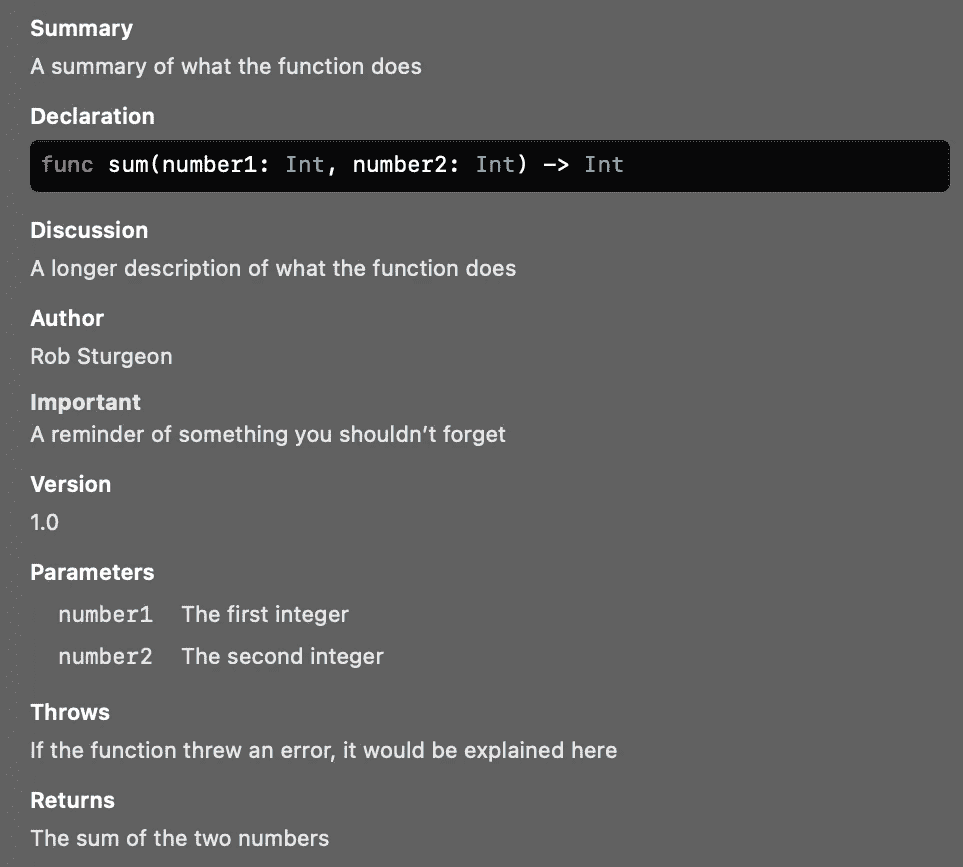 Summary
A summary of what the function does
Declaration
func sum(number1: Int, number2: Int) -> Int
Discussion
A longer description of what the function does
Author
Rob Sturgeon
Important
A reminder of something you shouldn’t forget
Version
1.0
Parameters
number1 The first integer
number2 The second integer
Throws
If the function threw an error, it would be explained here
Returns
The sum of the two numbers